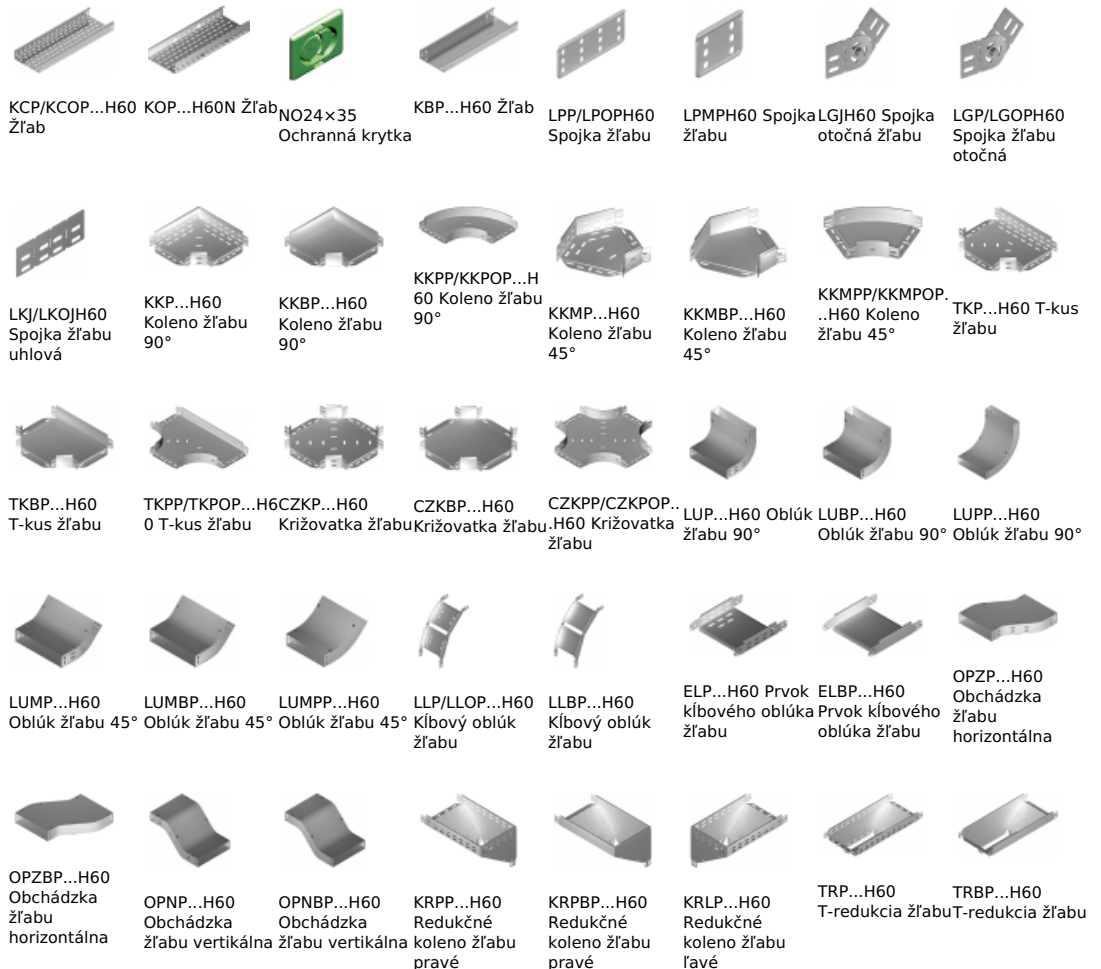 KCP/KCOP...H60
Žľab
KOP...H60N Žľab
NO24×35
Ochranná krytka
KBP...H60 Žľab
LPP/LPOPH60
Spojka žľabu
LPMPH60 Spojka
žľabu
LGJH60 Spojka
otočná žľabu
LGP/LGOPH60
Spojka žľabu
otočná
LKJ/LKOJH60
Spojka žľabu
uhlová
KKP...H60
Koleno žľabu
90°
KKBP...H60
Koleno žľabu
90°
KKPP/KKPOP...H
60 Koleno žľabu
90°
KKMP...H60
Koleno žľabu
45°
KKMBP...H60
Koleno žľabu
45°
KKMPP/KKMPOP.
..H60 Koleno
žľabu 45°
TKP...H60 T-kus
žľabu
TKBP...H60
T-kus žľabu
TKPP/TKPOP...H6
0 T-kus žľabu
CZKP...H60
Križovatka žľabu
CZKBP...H60
Križovatka žľabu
CZKPP/CZKPOP..
.H60 Križovatka
žľabu
LUP...H60 Oblúk
žľabu 90°
LUBP...H60
Oblúk žľabu 90°
LUPP...H60
Oblúk žľabu 90°
LUMP...H60
Oblúk žľabu 45°
LUMBP...H60
Oblúk žľabu 45°
LUMPP...H60
Oblúk žľabu 45°
LLP/LLOP...H60
Kĺbový oblúk
žľabu
LLBP...H60
Kĺbový oblúk
žľabu
ELP...H60 Prvok
kĺbového oblúka
žľabu
ELBP...H60
Prvok kĺbového
oblúka žľabu
OPZP...H60
Obchádzka
žľabu
horizontálna
OPZBP...H60
Obchádzka
žľabu
horizontálna
OPNP...H60
Obchádzka
žľabu vertikálna
OPNBP...H60
Obchádzka
žľabu vertikálna
KRPP...H60
Redukčné
koleno žľabu
pravé
KRPBP...H60
Redukčné
koleno žľabu
pravé
KRLP...H60
Redukčné
koleno žľabu
ľavé
TRP...H60
T-redukcia žľabu
TRBP...H60
T-redukcia žľabu